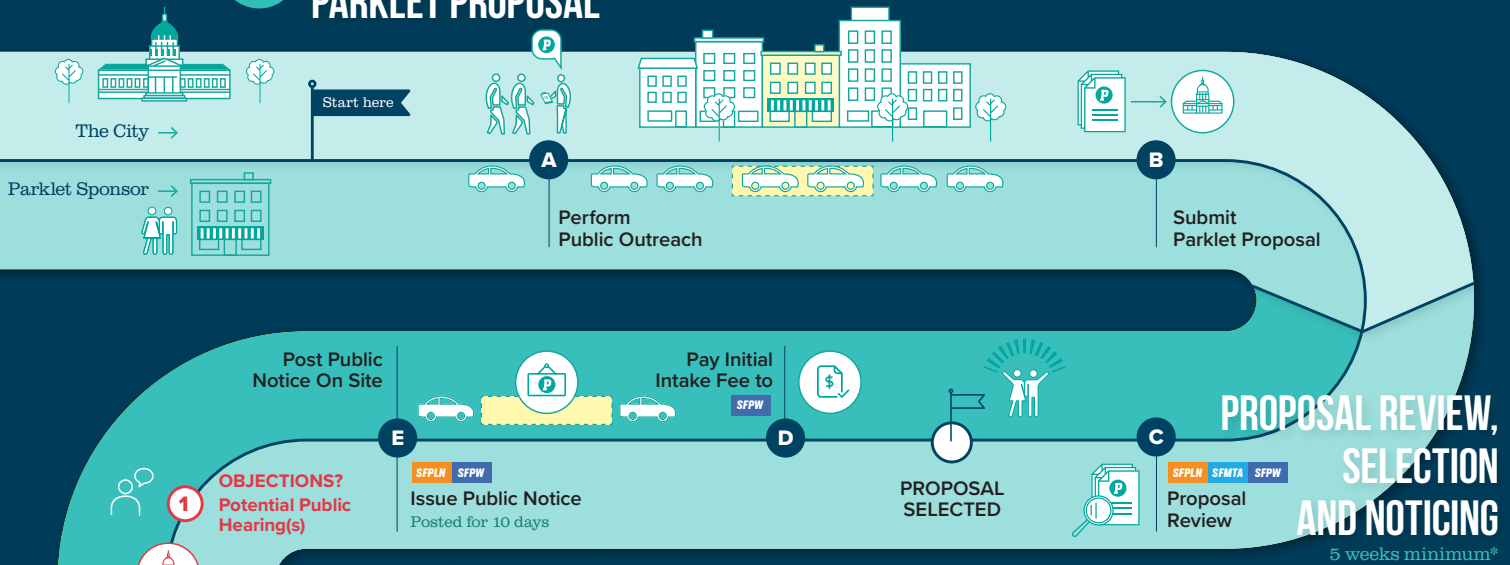 PARKLET PROPOSAL
P
Start here
The City →
Parklet Sponsor →
A
Perform
Public Outreach
P
B
Submit
Parklet Proposal
PROPOSAL REVIEW,
SELECTION
AND NOTICING
5 weeks minimum*
C
SFPLN SFMTA SFPW
Proposal
Review
P
PROPOSAL
SELECTED
D
Pay Initial
Intake Fee to
SFPW
$
E
Post Public
Notice On Site
P
SFPLN SFPW
Issue Public Notice
Posted for 10 days
1
OBJECTIONS?
Potential Public
Hearing(s)